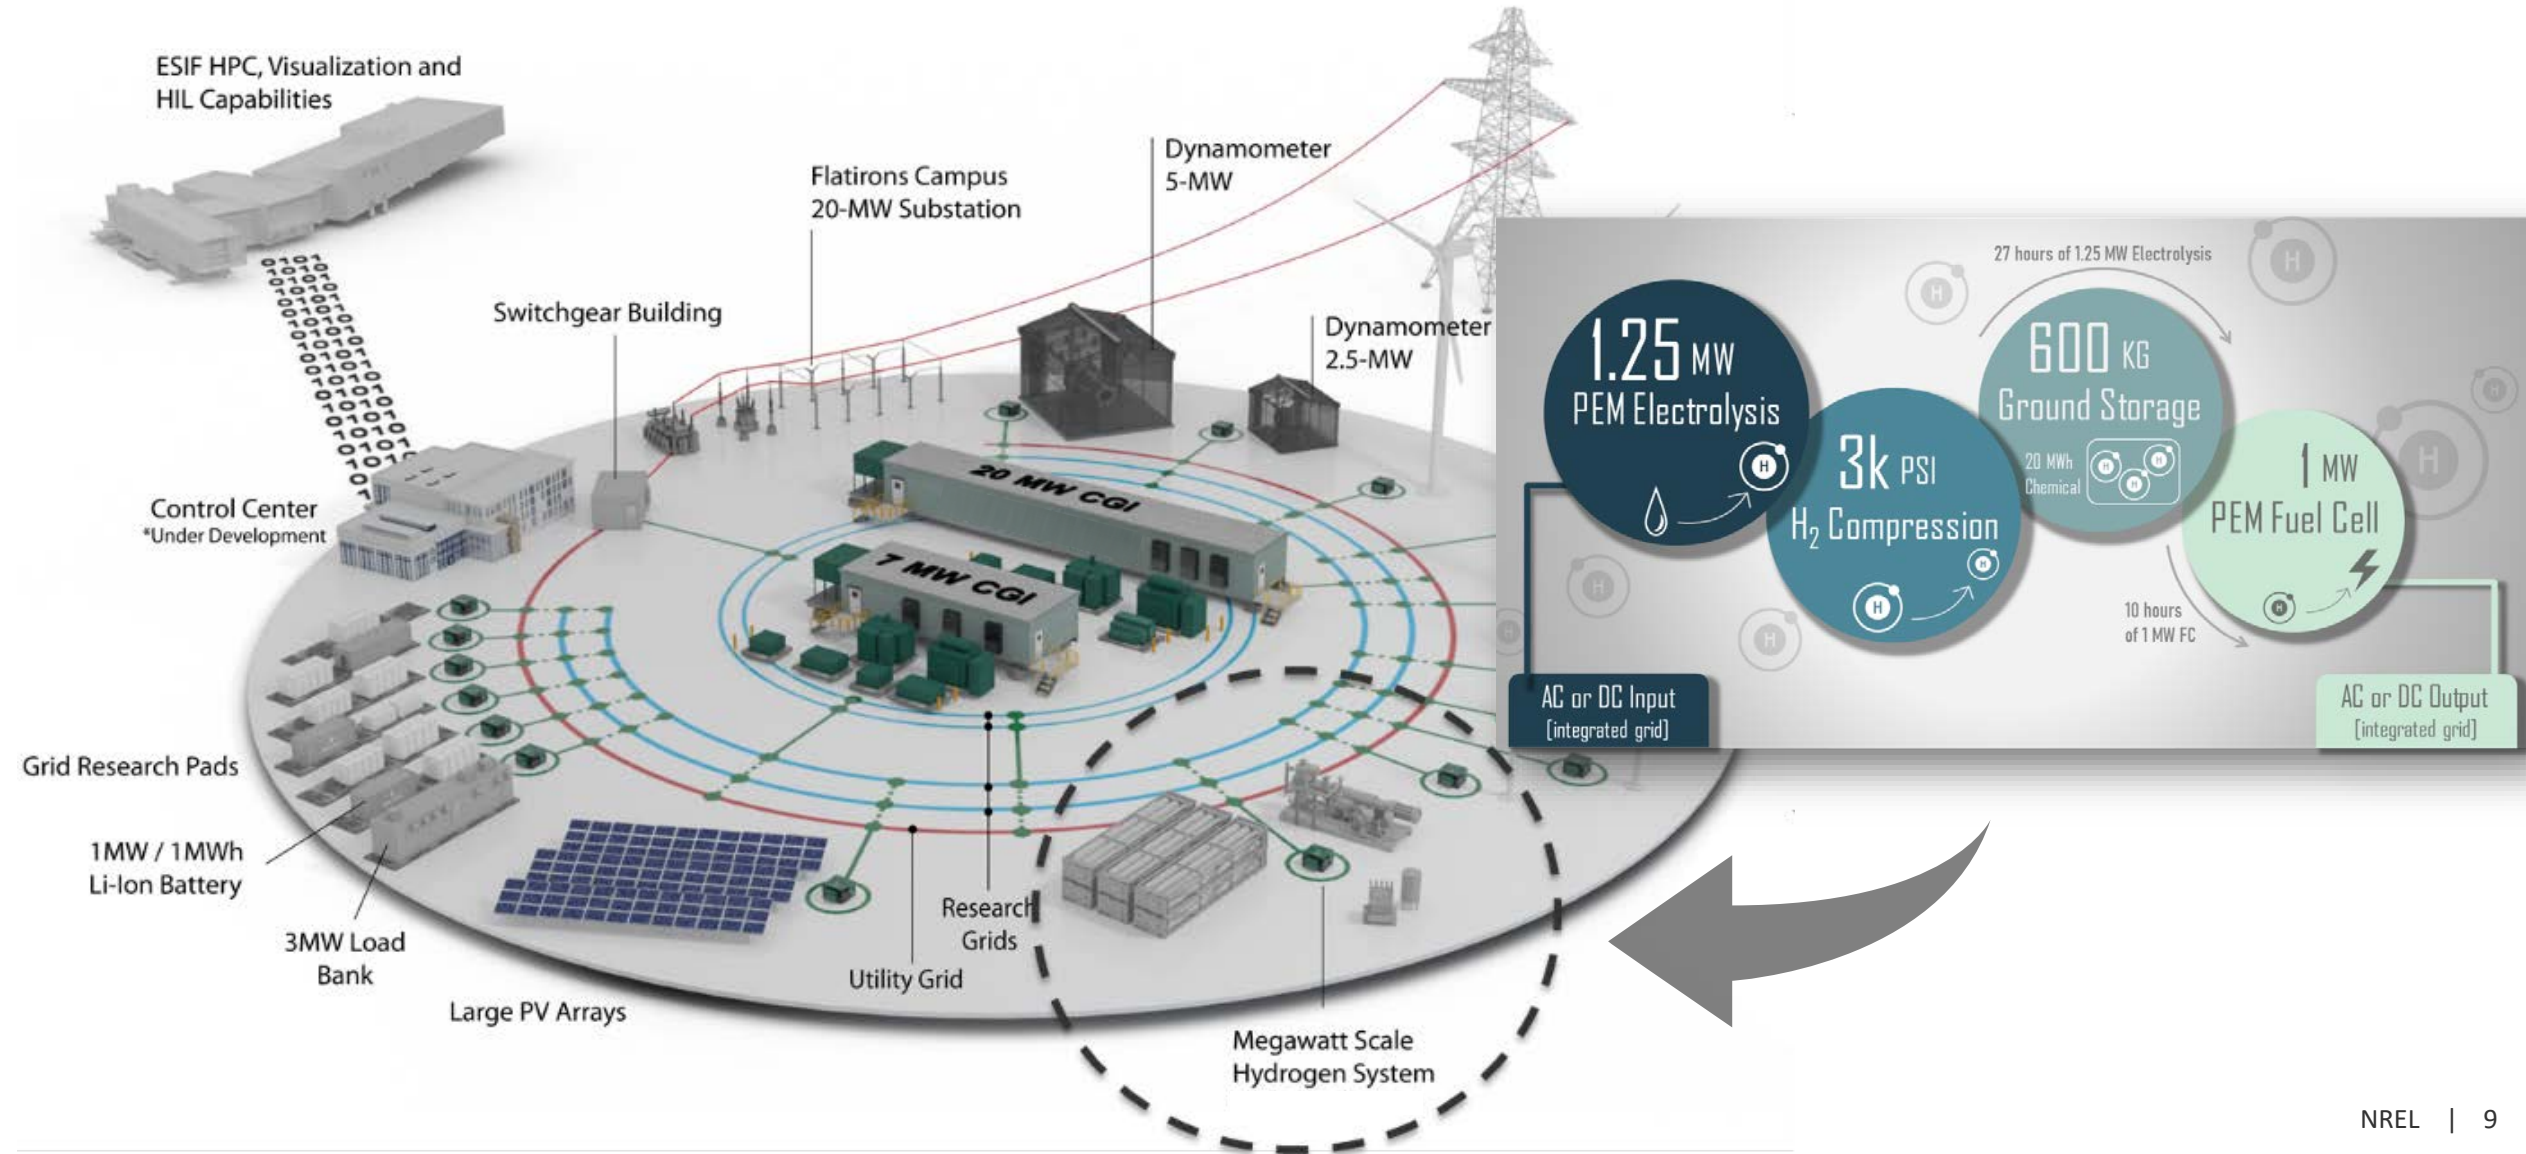 ESIF HPC, Visualization and
HIL Capabilities
Flatirons Campus
20-MW Substation
Dynamometer
5-MW
Switchgear Building
Dynamometer
2.5-MW
Control Center
*Under Development
20 MW CGI
7 MW CGI
Grid Research Pads
1MW / 1MWh
Li-Ion Battery
3MW Load
Bank
Large PV Arrays
Utility Grid
Research
Grids
Megawatt Scale
Hydrogen System
27 hours of 1.25 MW Electrolysis
1.25 MW
PEM Electrolysis
H
3k PSI
H₂ Compression
H
H
600 KG
Ground Storage
20 MWh
Chemical
H
H
H
1 MW
PEM Fuel Cell
H
10 hours
of 1 MW FC
AC or DC Input
[integrated grid]
AC or DC Output
[integrated grid]
NREL | 9